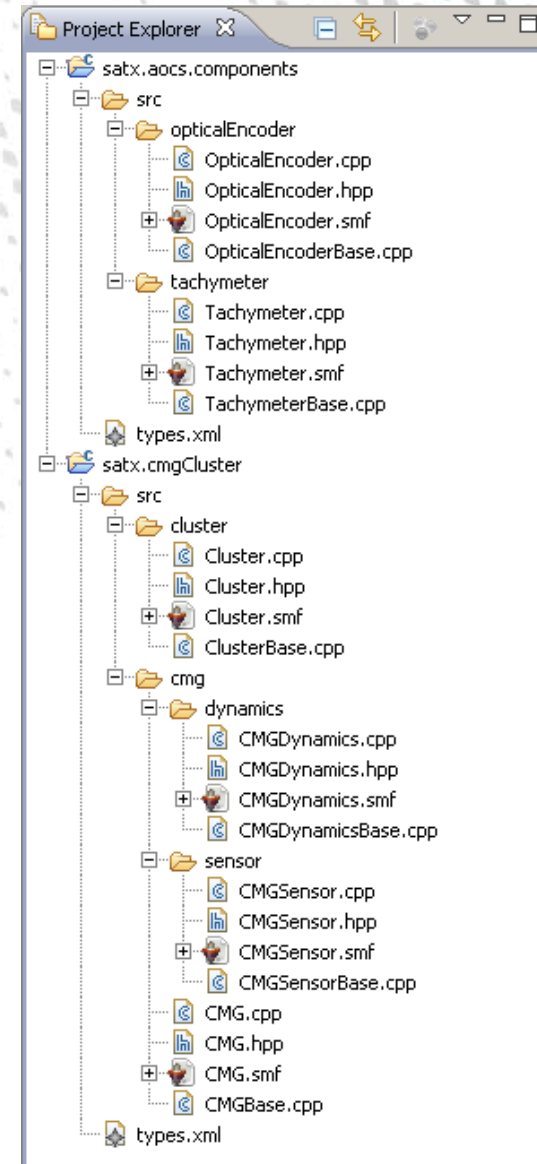 Project Explorer
satx.aocs.components
src
opticalEncoder
OpticalEncoder.cpp
OpticalEncoder.hpp
OpticalEncoder.smf
OpticalEncoderBase.cpp
tachymeter
Tachymeter.cpp
Tachymeter.hpp
Tachymeter.smf
TachymeterBase.cpp
types.xml
satx.cmgCluster
src
cluster
Cluster.cpp
Cluster.hpp
Cluster.smf
ClusterBase.cpp
cmg
dynamics
CMGDynamics.cpp
CMGDynamics.hpp
CMGDynamics.smf
CMGDynamicsBase.cpp
sensor
CMGSensor.cpp
CMGSensor.hpp
CMGSensor.smf
CMGSensorBase.cpp
CMG.cpp
CMG.hpp
CMG.smf
CMGBase.cpp
types.xml